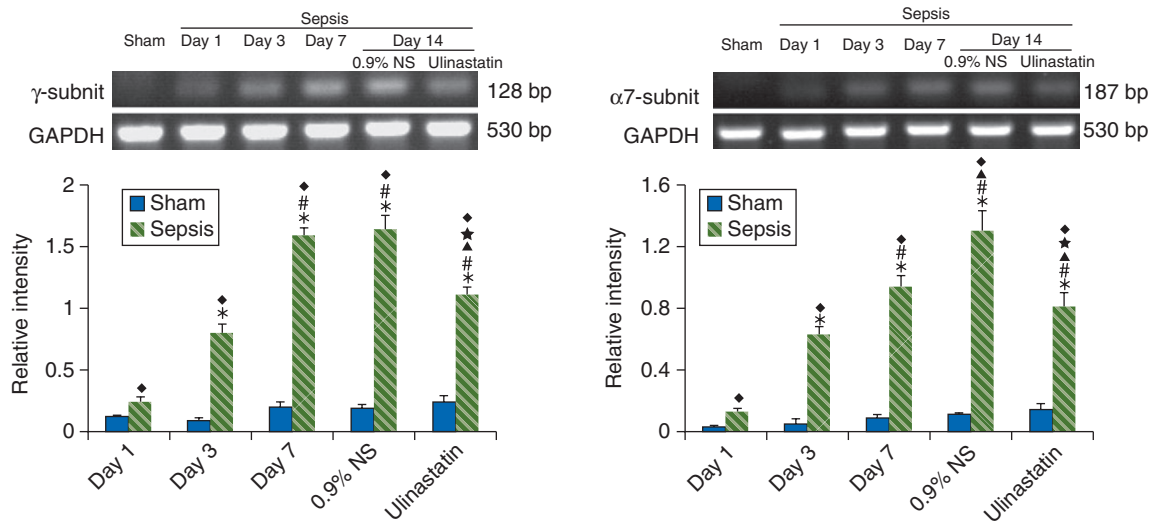 Sepsis
Sham Day 1 Day 3 Day 7 Day 14
0.9% NS Ulinastatin
γ-subnit 128 bp
GAPDH 530 bp
2
1.5
1
0.5
0
Relative intensity
Sham
Sepsis
◆ # *
◆ # *
◆ ★ ▲ # *
◆ *
◆
Day 1 Day 3 Day 7 0.9% NS Ulinastatin
Sepsis
Sham Day 1 Day 3 Day 7 Day 14
0.9% NS Ulinastatin
α7-subnit 187 bp
GAPDH 530 bp
1.6
1.2
0.8
0.4
0
Relative intensity
Sham
Sepsis
◆ ▲ # *
◆ ★ ▲ # *
◆ # *
◆ *
◆
Day 1 Day 3 Day 7 0.9% NS Ulinastatin